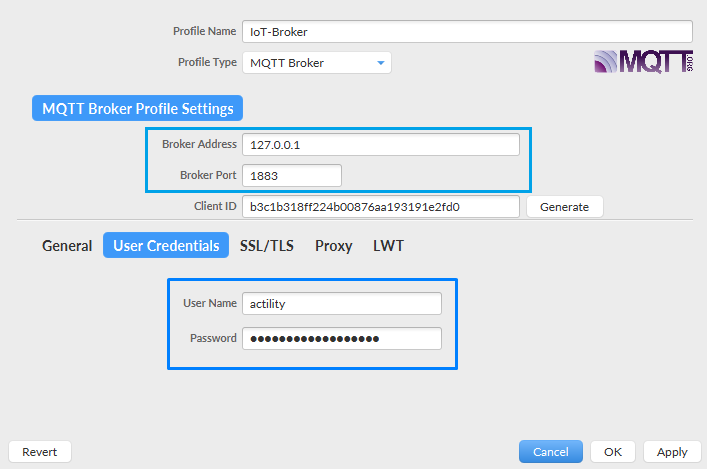 Profile Name IoT-Broker
Profile Type MQTT Broker
MQTT.ORG
MQTT Broker Profile Settings
Broker Address 127.0.0.1
Broker Port 1883
Client ID b3c1b318ff224b00876aa193191e2fd0 Generate
General User Credentials SSL/TLS Proxy LWT
User Name actility
Password ●●●●●●●●●●●●●●●●●●
Revert Cancel OK Apply